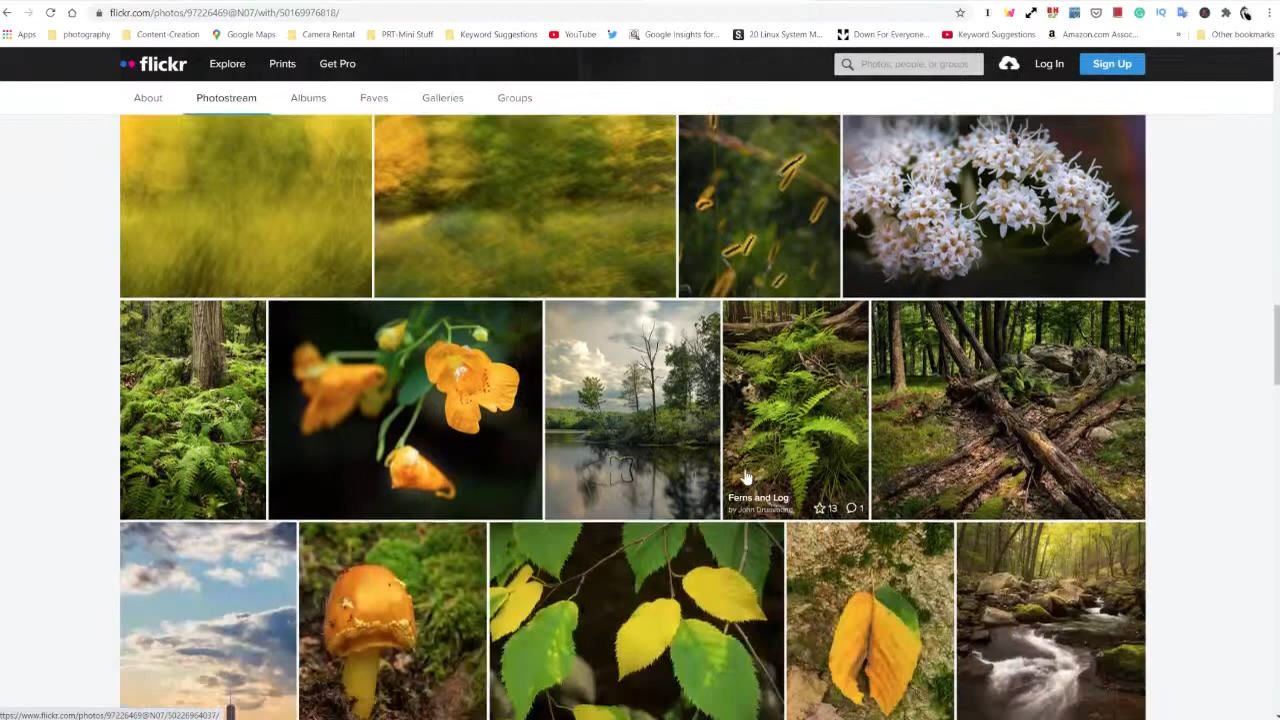 flickr.com/photos/97226469@N07/with/50169976818/
Apps photography Content-Creation Google Maps Camera Rental PRT-Mini Stuff Keyword Suggestions YouTube Google Insights for... 20 Linux System M... Down For Everyone... Keyword Suggestions Amazon.com Assoc... » Other bookmarks
flickr Explore Prints Get Pro Photos, people, or groups Log In Sign Up
About Photostream Albums Faves Galleries Groups
Ferns and Log
by John Drummond 13 1
ttps://www.flickr.com/photos/97226469@N07/50226964037/